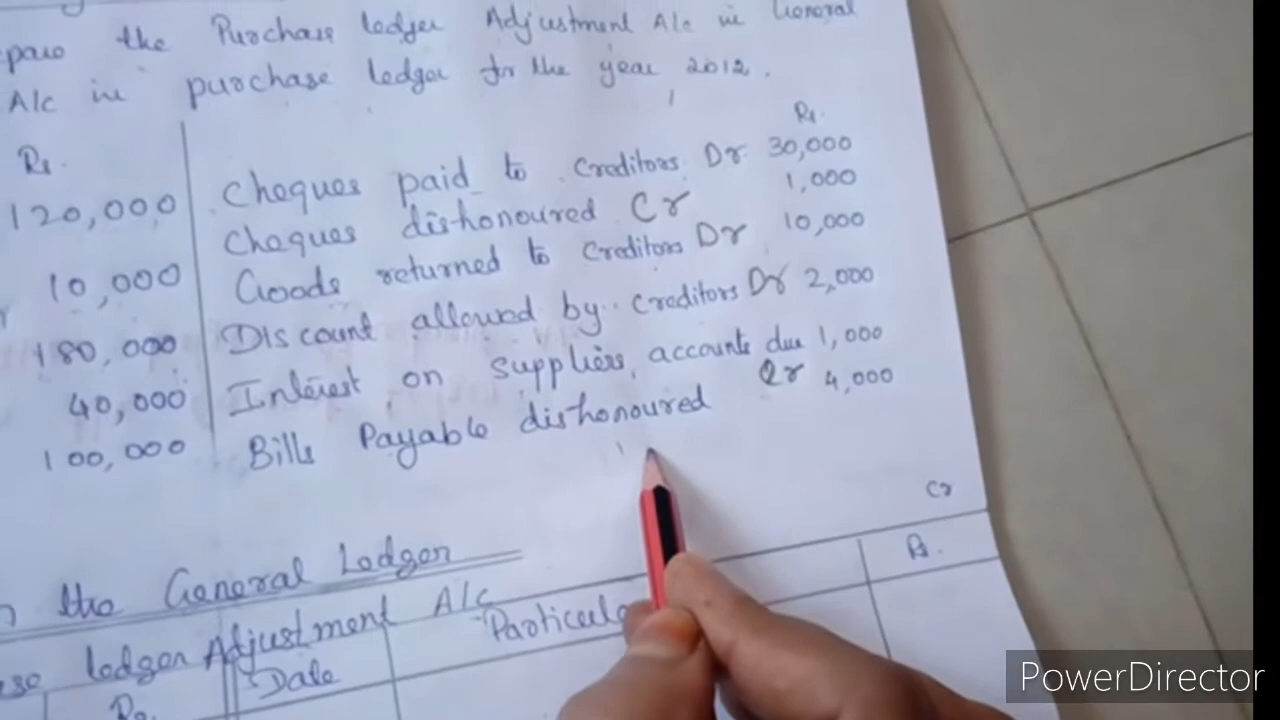 the Purchase ledger Adjustment A/c in General
A/c in purchase ledger for the year 2012.
Rs.
Rs.
120,000 Cheques paid to Creditors Dr 30,000
Cheques dishonoured Cr 1,000
10,000 Goods returned to Creditors Dr 10,000
180,000 Discount allowed by Creditors Dr 2,000
40,000 Interest on suppliers, accounts due 1,000
100,000 Bills Payable dishonoured Cr 4,000
Cr
the General Ledger
ledger Adjustment A/c
Rs. Date Particula Rs.
PowerDirector